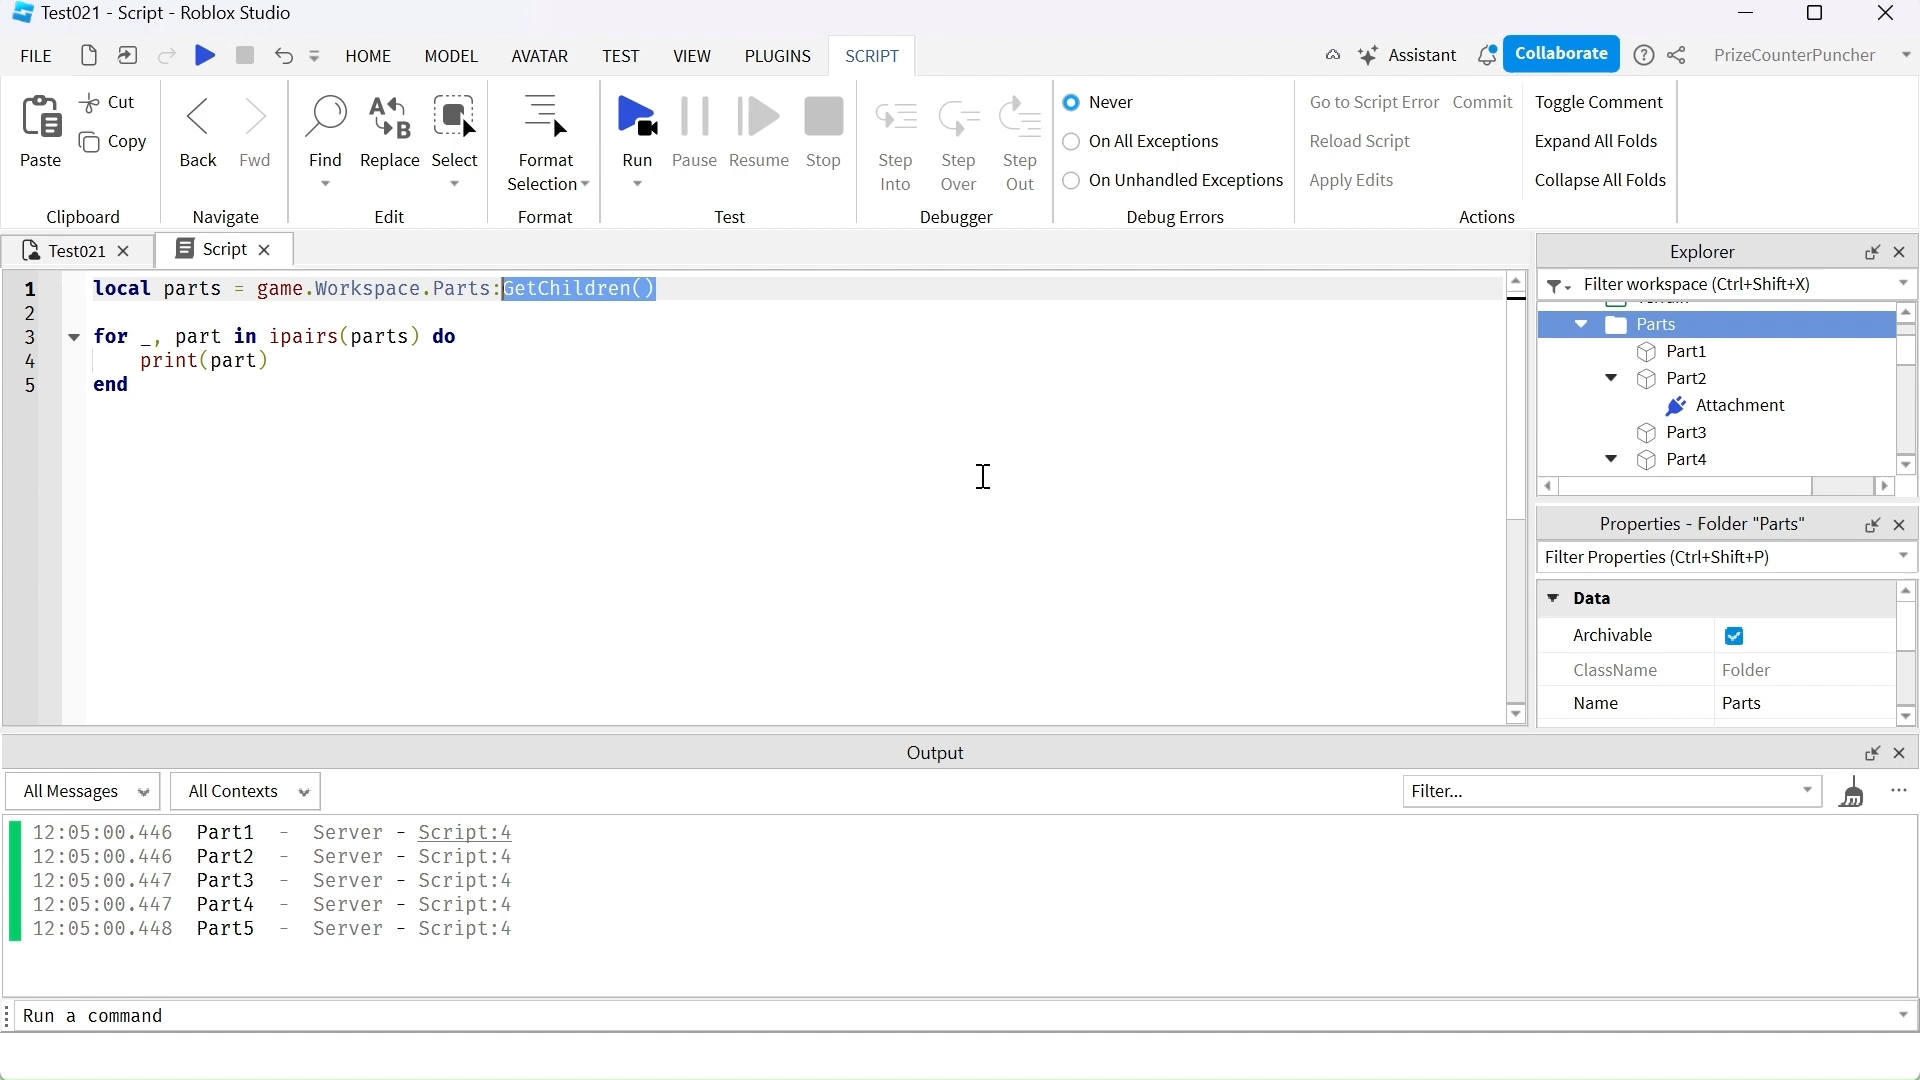 Test021 - Script - Roblox Studio
FILE HOME MODEL AVATAR TEST VIEW PLUGINS SCRIPT Assistant Collaborate PrizeCounterPuncher
Paste Cut Copy
Clipboard
Back Fwd
Navigate
Find Replace Select
Edit
Format Selection
Format
Run Pause Resume Stop
Test
Step Into Step Over Step Out
Debugger
Never
On All Exceptions
On Unhandled Exceptions
Debug Errors
Go to Script Error Commit Toggle Comment
Reload Script Expand All Folds
Apply Edits Collapse All Folds
Actions
Test021 Script
1 local parts = game.Workspace.Parts:GetChildren()
2
3 for _, part in ipairs(parts) do
4 print(part)
5 end
Explorer
Filter workspace (Ctrl+Shift+X)
Parts
Part1
Part2
Attachment
Part3
Part4
Properties - Folder "Parts"
Filter Properties (Ctrl+Shift+P)
Data
Archivable
ClassName Folder
Name Parts
Output
All Messages All Contexts Filter...
12:05:00.446 Part1 - Server - Script:4
12:05:00.446 Part2 - Server - Script:4
12:05:00.447 Part3 - Server - Script:4
12:05:00.447 Part4 - Server - Script:4
12:05:00.448 Part5 - Server - Script:4
Run a command